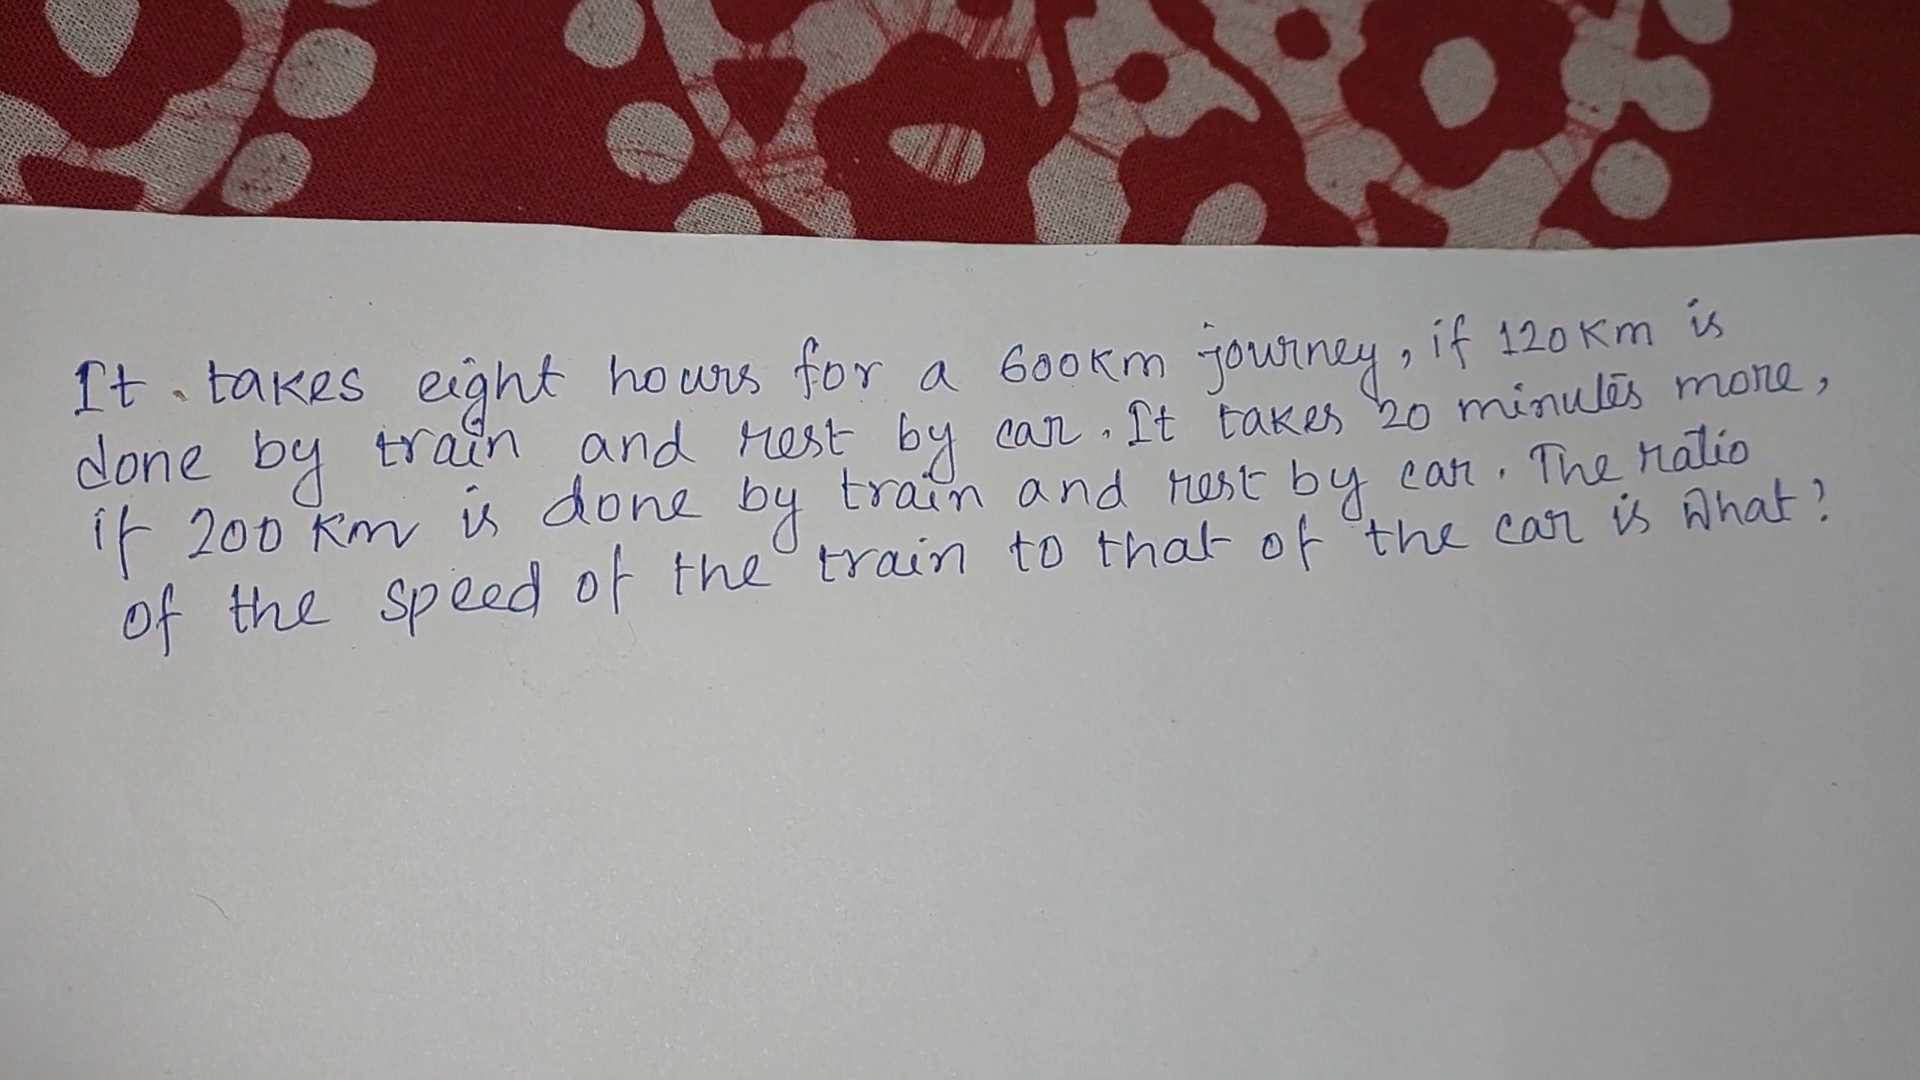 It takes eight hours for a 600km journey, if 120km is
done by train and rest by car. It takes 20 minutes more,
if 200 km is done by train and rest by car. The ratio
of the speed of the train to that of the car is What?